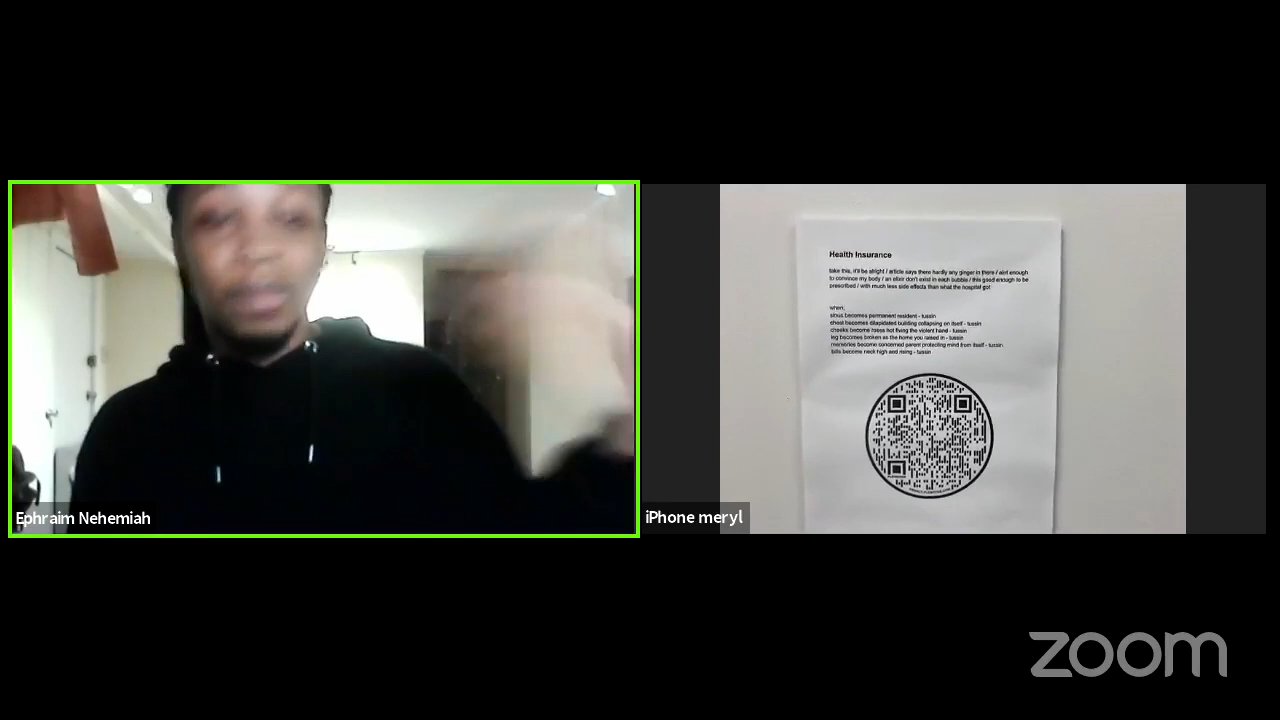 Health Insurance
take this, it'll be alright / article says there hardly any ginger in there / aint enough
to convince my body / an elixir don't exist in each bubble / this good enough to be
prescribed / with much less side effects than what the hospital got
when,
sinus becomes permanent resident - tussin
chest becomes dilapidated building collapsing on itself - tussin
cheeks become roses hot fixing the violent hand - tussin
leg becomes broken as the home you raised in - tussin
memories become concerned parent protecting mind from itself - tussin
bills become neck high and rising - tussin
Ephraim Nehemiah
iPhone meryl
zoom